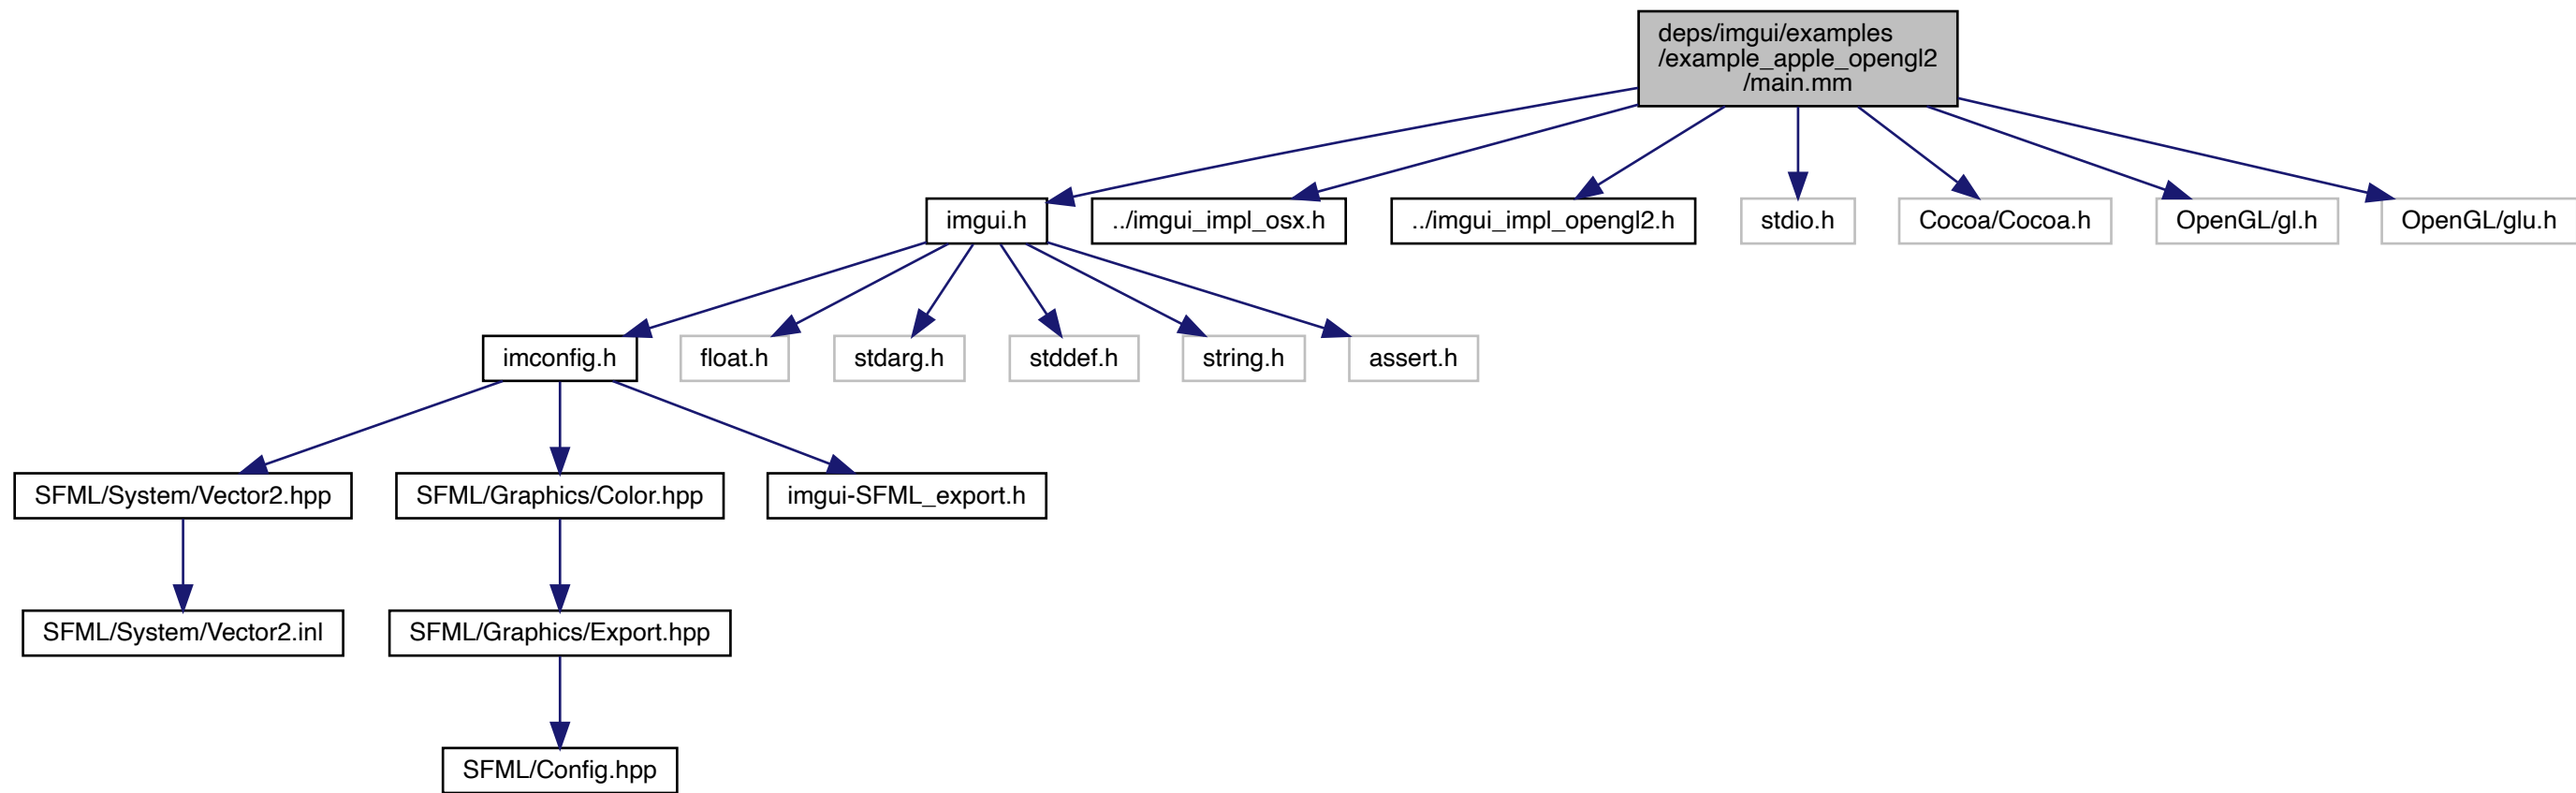 deps/imgui/examples
/example_apple_opengl2
/main.mm
imgui.h
../imgui_impl_osx.h
../imgui_impl_opengl2.h
stdio.h
Cocoa/Cocoa.h
OpenGL/gl.h
OpenGL/glu.h
imconfig.h
float.h
stdarg.h
stddef.h
string.h
assert.h
SFML/System/Vector2.hpp
SFML/Graphics/Color.hpp
imgui-SFML_export.h
SFML/System/Vector2.inl
SFML/Graphics/Export.hpp
SFML/Config.hpp